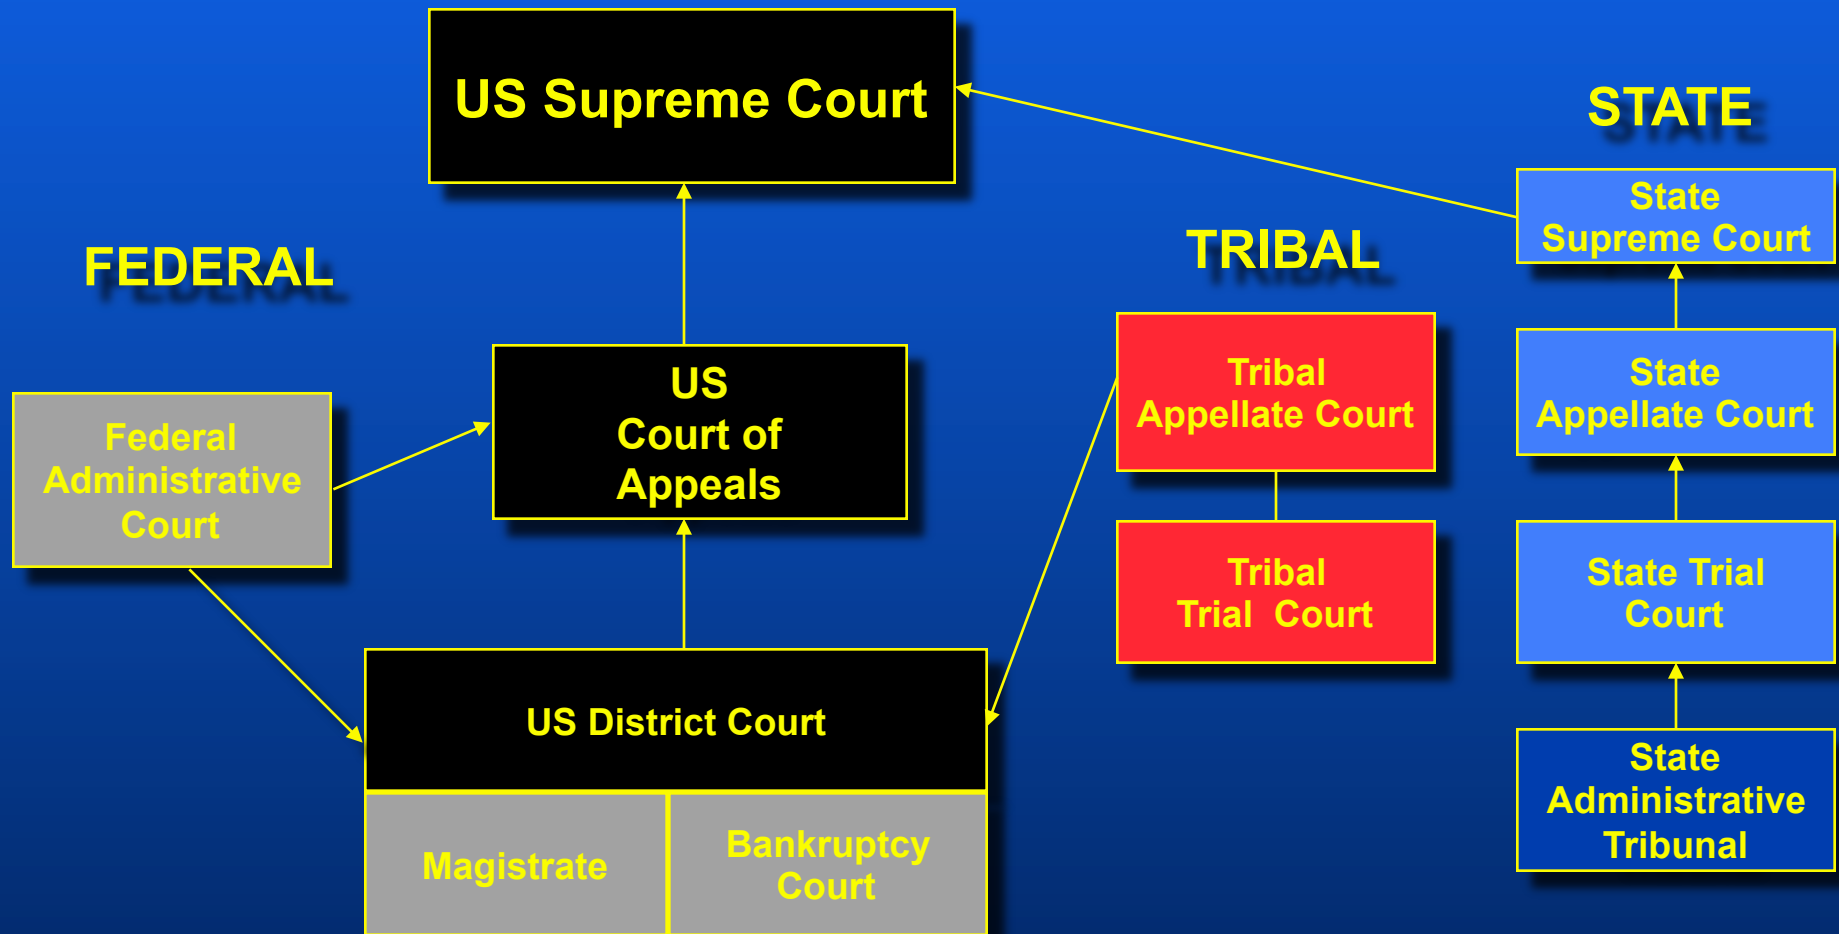 US Supreme Court
FEDERAL
Federal
Administrative
Court
US
Court of
Appeals
US District Court
Magistrate
Bankruptcy
Court
TRIBAL
Tribal
Appellate Court
Tribal
Trial  Court
STATE
State
Supreme Court
State
Appellate Court
State Trial
Court
State
Administrative
Tribunal